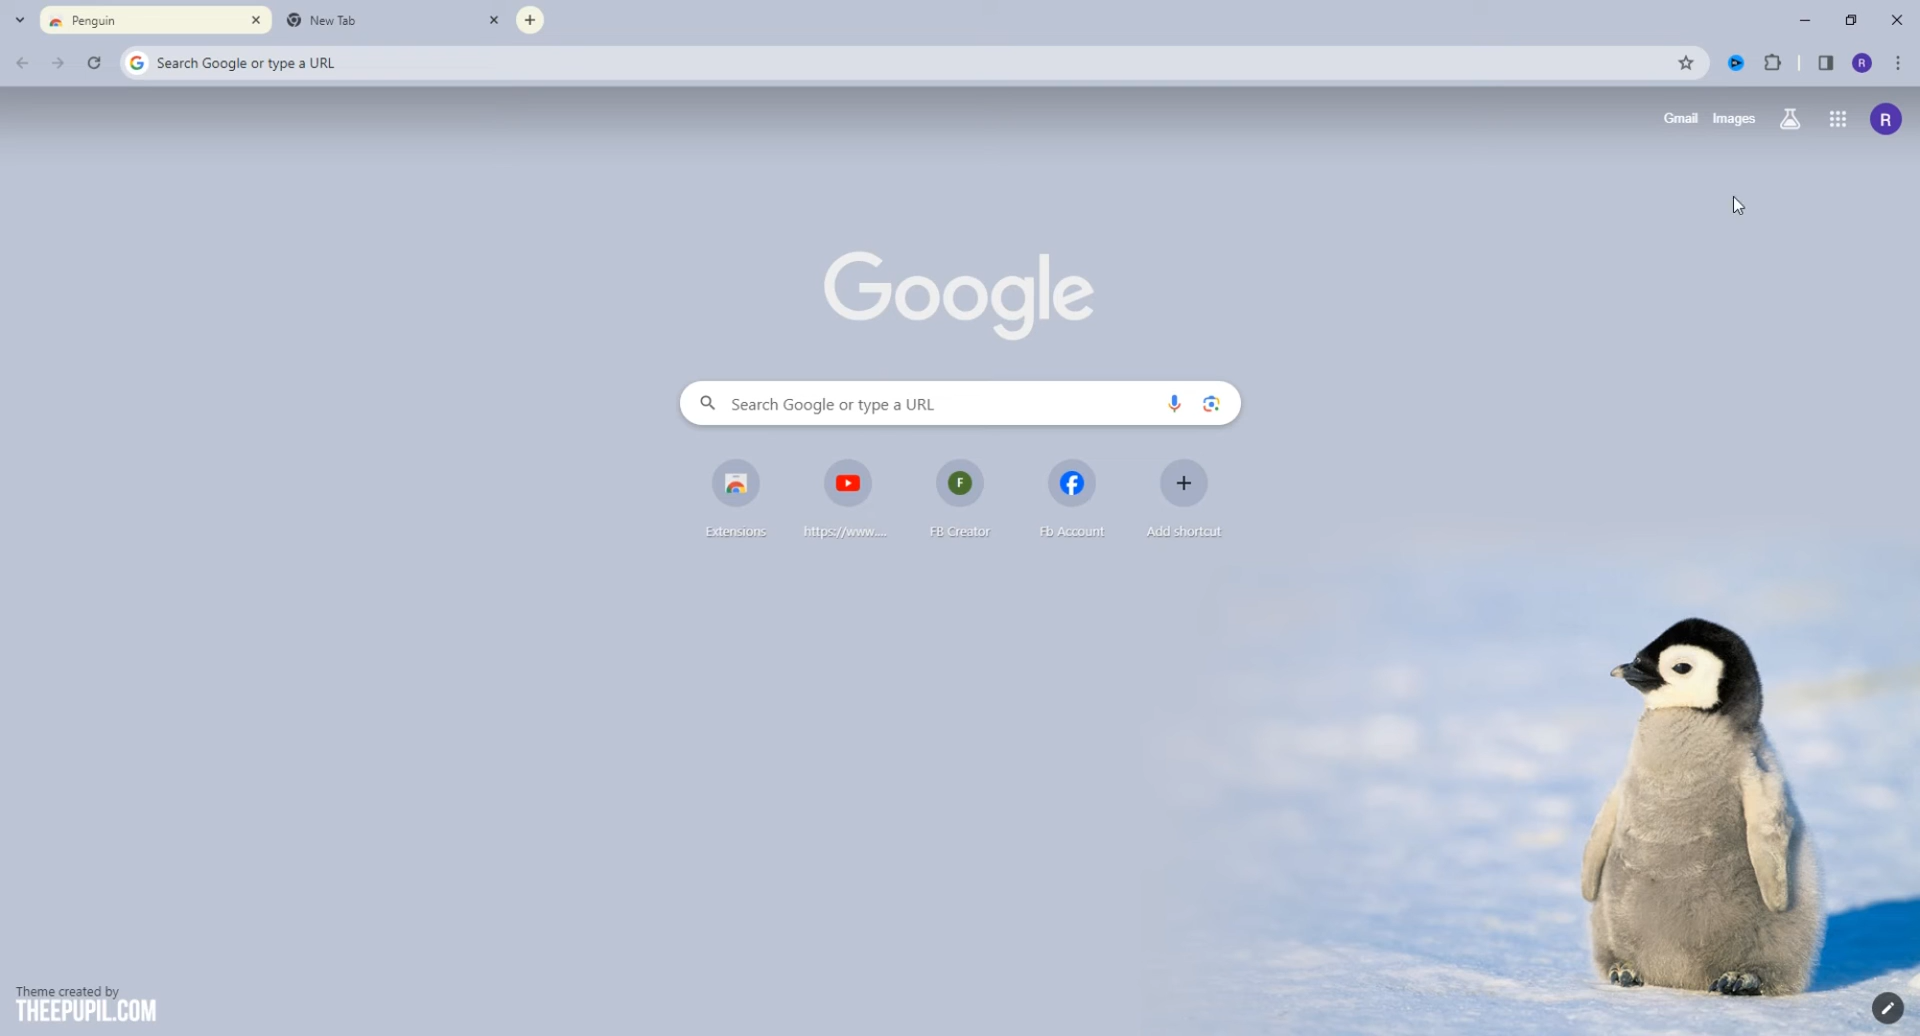 Penguin
New Tab
Search Google or type a URL
R
Gmail Images
R
Google
Search Google or type a URL
F
Extensions https://www.... FB Creator Fb Account Add shortcut
Theme created by
THEEPUPIL.COM